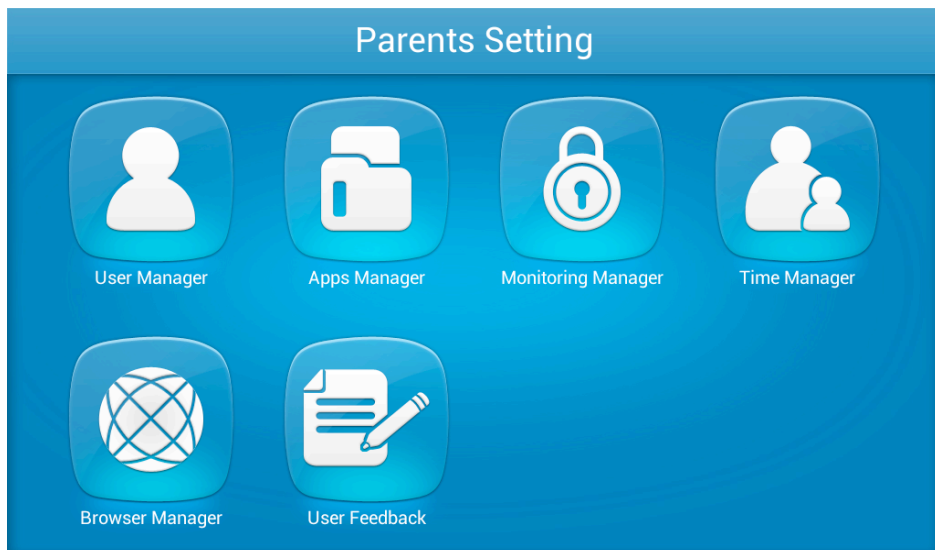 Parents Setting
User Manager
Apps Manager
Monitoring Manager
Time Manager
Browser Manager
User Feedback